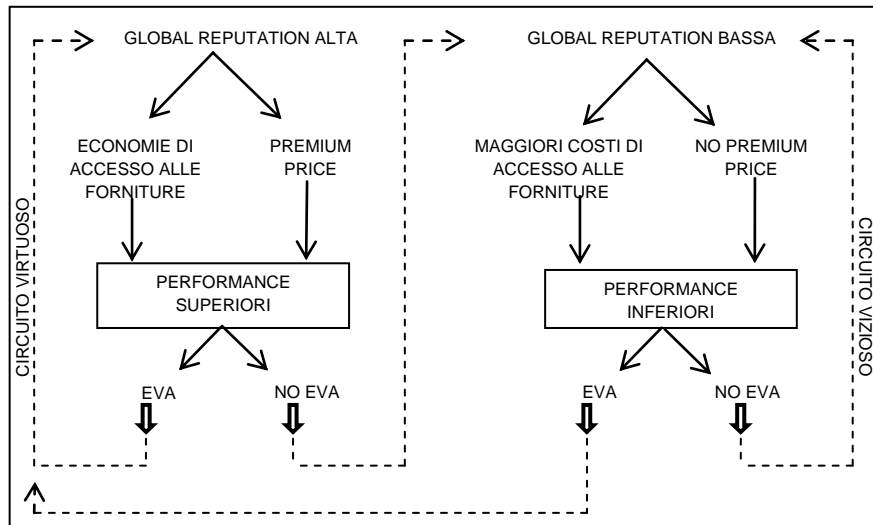 GLOBAL REPUTATION ALTA
GLOBAL REPUTATION BASSA
ECONOMIE DI
ACCESSO ALLE
FORNITURE
PREMIUM
PRICE
MAGGIORI COSTI DI
ACCESSO ALLE
FORNITURE
NO PREMIUM
PRICE
CIRCUITO VIRTUOSO
PERFORMANCE
SUPERIORI
PERFORMANCE
INFERIORI
CIRCUITO VIZIOSO
EVA
NO EVA
EVA
NO EVA